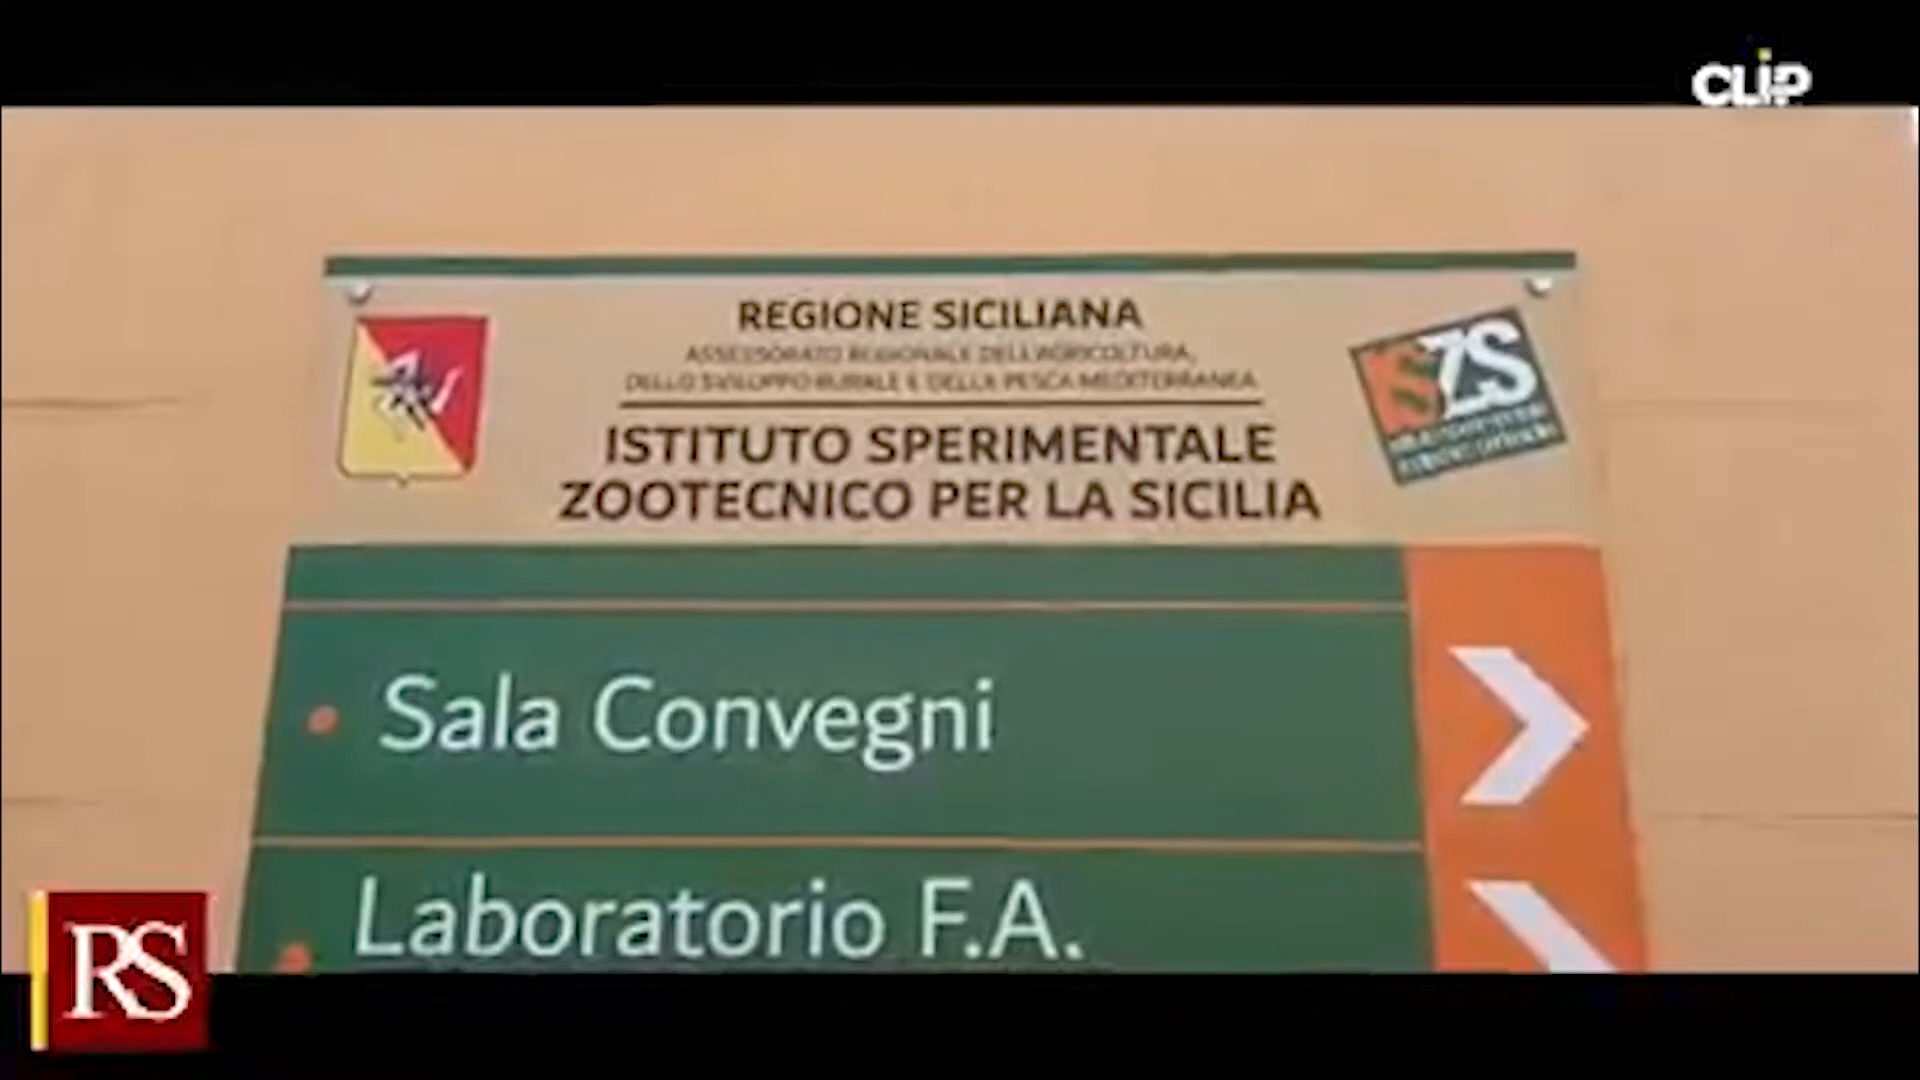 CLIP
REGIONE SICILIANA
ASSESSORATO REGIONALE DELL'AGRICOLTURA,
DELLO SVILUPPO RURALE E DELLA PESCA MEDITERRANEA
ISZS
ISTITUTO SPERIMENTALE
ZOOTECNICO PER LA SICILIA
Sala Convegni
Laboratorio F.A.
RS